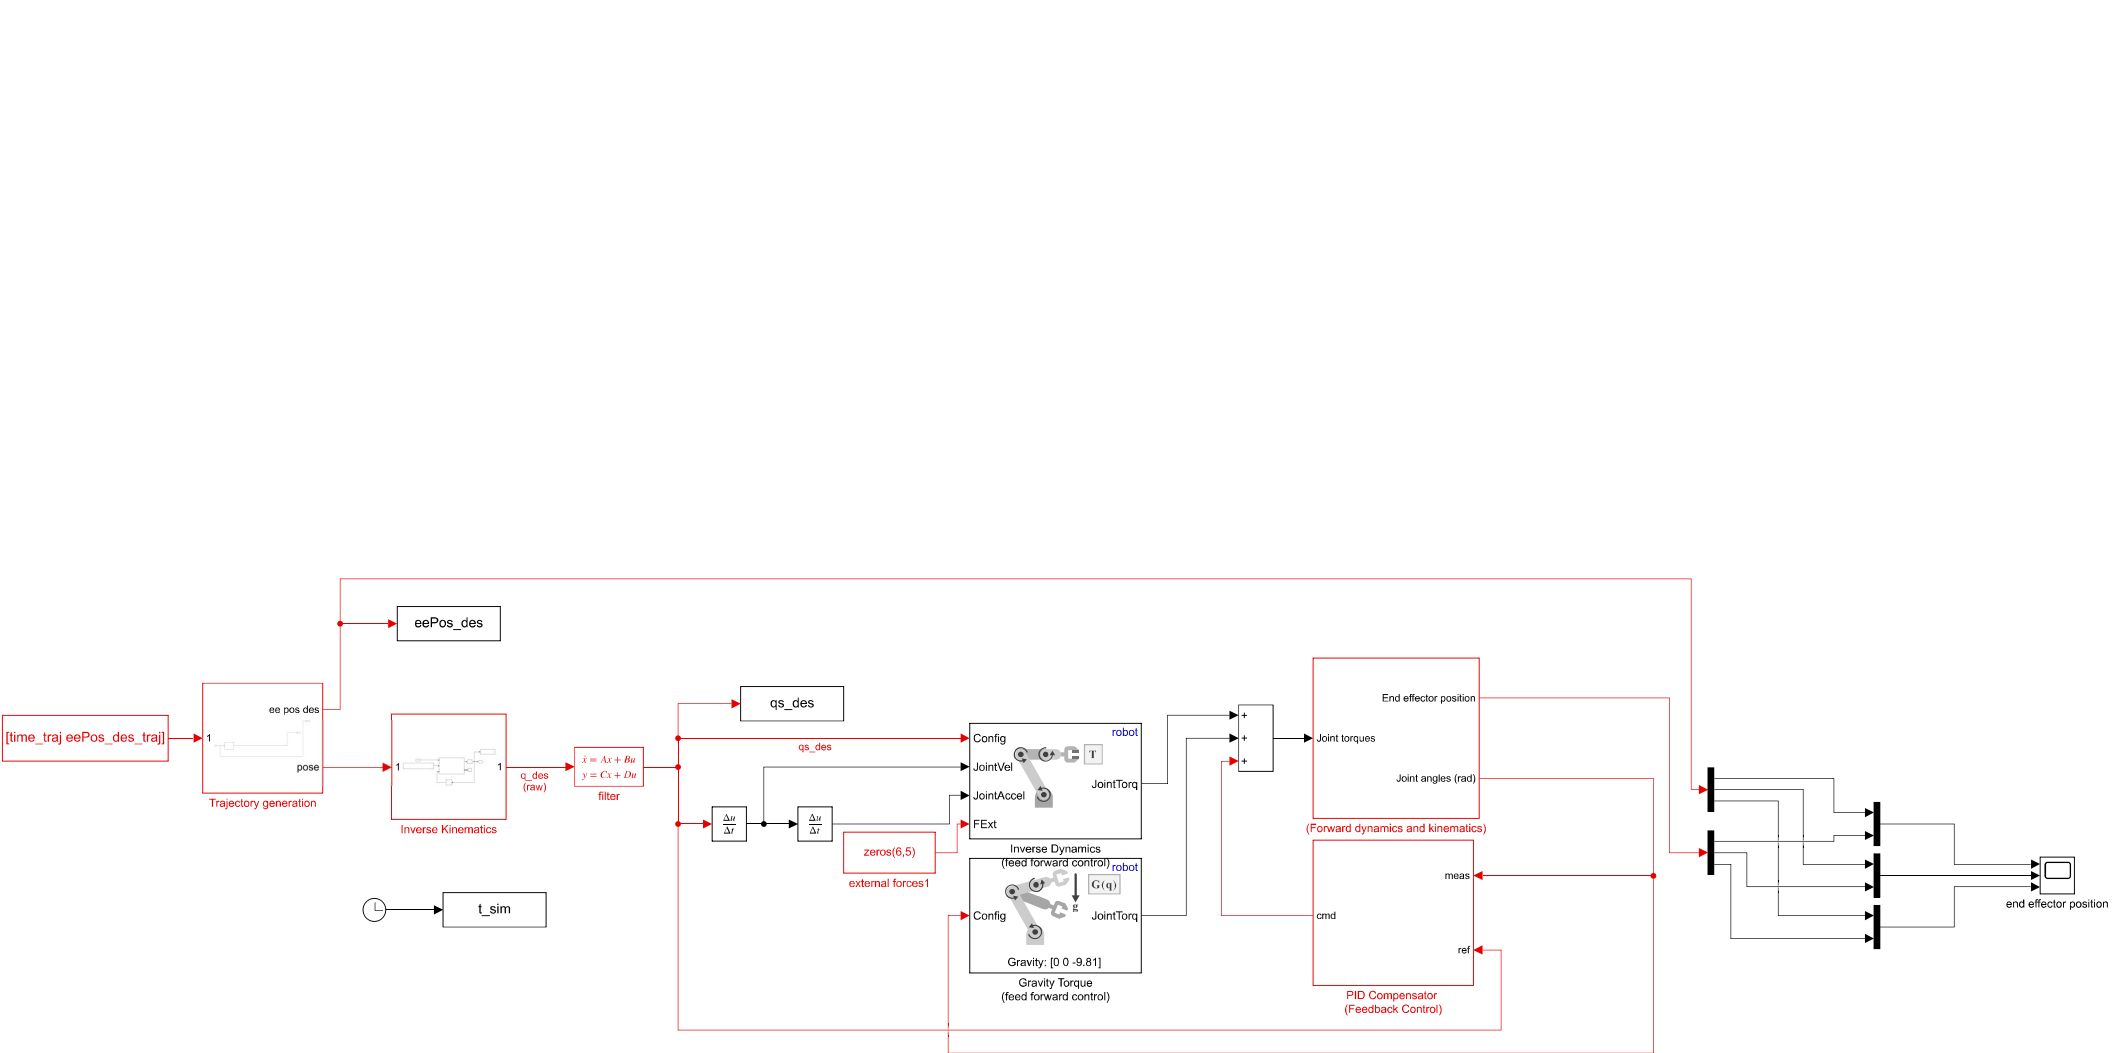 eePos_des
[time_traj eePos_des_traj]
1
ee pos des
pose
Trajectory generation
1
1
Inverse Kinematics
q_des
(raw)
ẋ = Ax + Bu
y = Cx + Du
filter
qs_des
qs_des
Δu
Δt
Δu
Δt
zeros(6,5)
external forces1
robot
Config
JointVel
JointAccel
FExt
T
JointTorq
Inverse Dynamics
(feed forward control)
robot
G(q)
g
Config
JointTorq
Gravity: [0 0 -9.81]
Gravity Torque
(feed forward control)
t_sim
+
+
+
End effector position
Joint torques
Joint angles (rad)
(Forward dynamics and kinematics)
meas
cmd
ref
PID Compensator
(Feedback Control)
end effector position